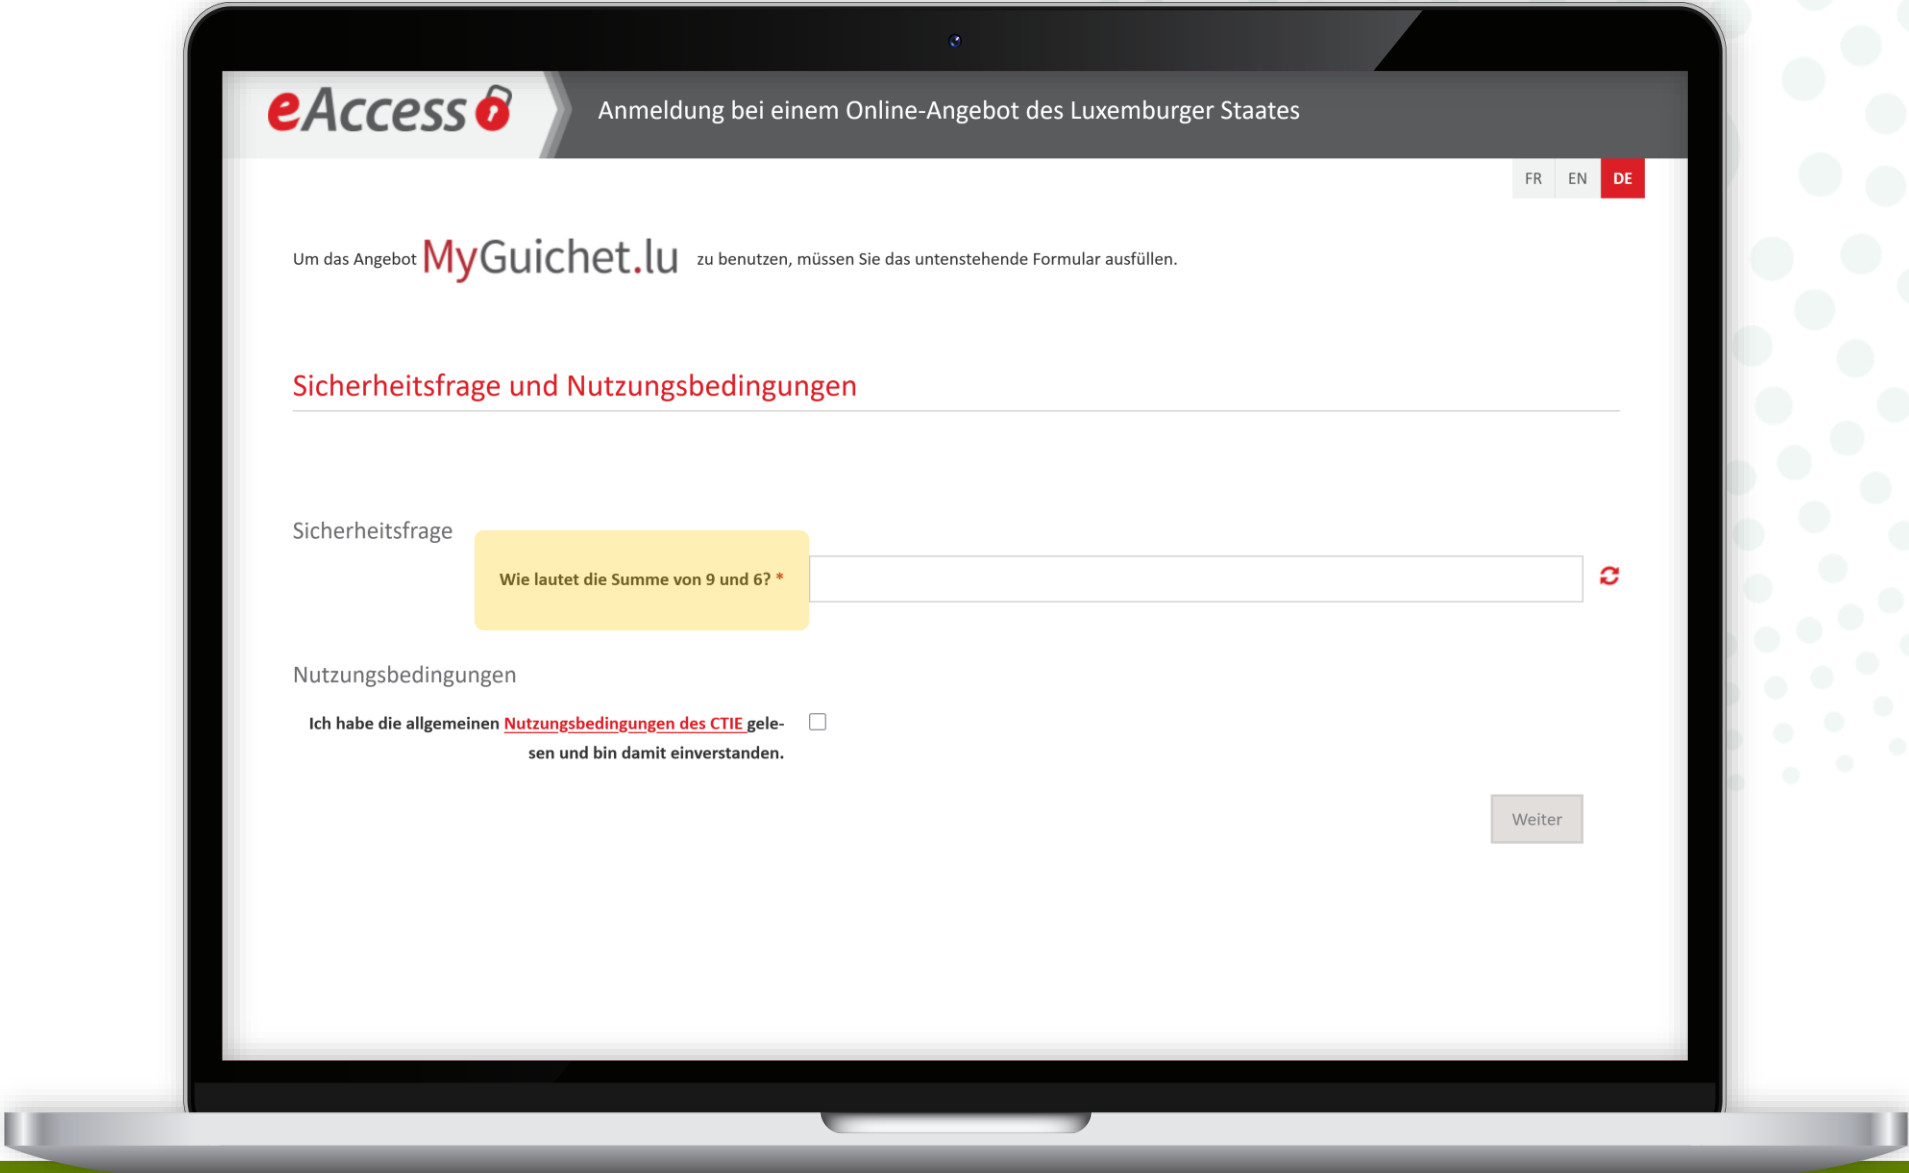 eAccess
Anmeldung bei einem Online-Angebot des Luxemburger Staates
FR EN DE
Um das Angebot MyGuichet.lu zu benutzen, müssen Sie das untenstehende Formular ausfüllen.
Sicherheitsfrage und Nutzungsbedingungen
Sicherheitsfrage
Wie lautet die Summe von 9 und 6? *
Nutzungsbedingungen
Ich habe die allgemeinen Nutzungsbedingungen des CTIE gele-
sen und bin damit einverstanden.
Weiter